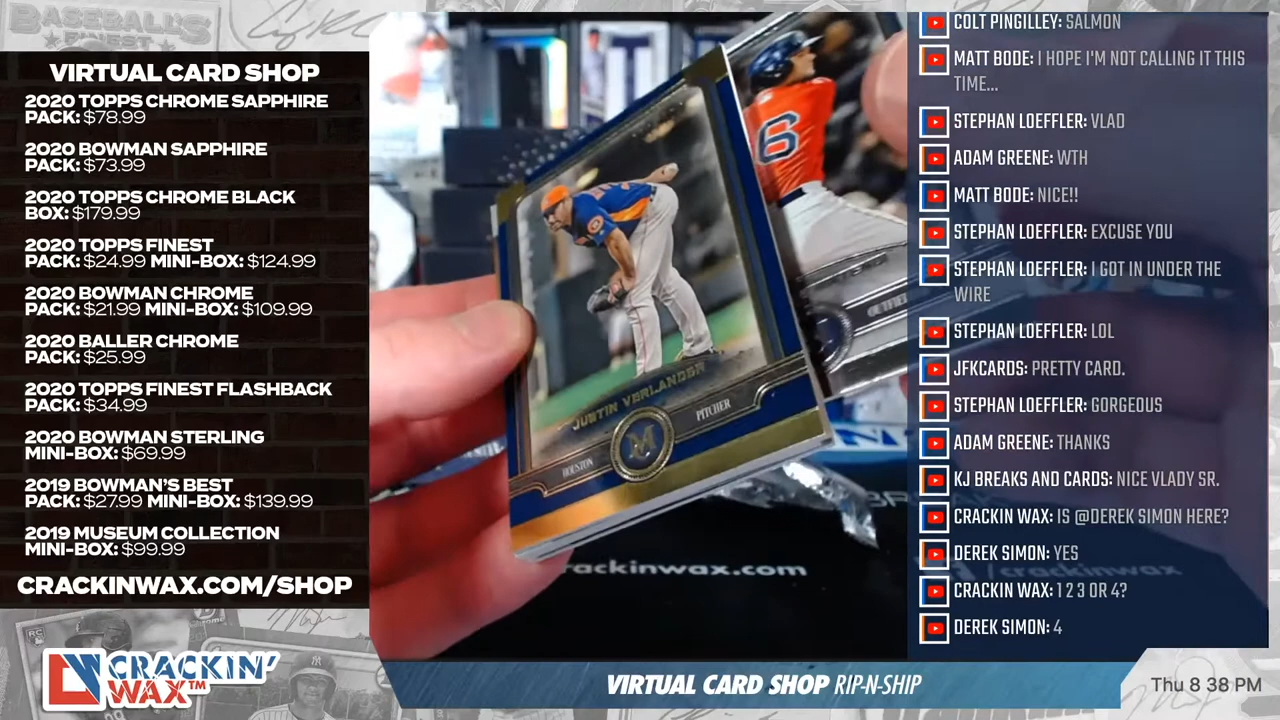 BASEBALL'S
FINEST
VIRTUAL CARD SHOP
2020 TOPPS CHROME SAPPHIRE
PACK: $78.99
2020 BOWMAN SAPPHIRE
PACK: $73.99
2020 TOPPS CHROME BLACK
BOX: $179.99
2020 TOPPS FINEST
PACK: $24.99 MINI-BOX: $124.99
2020 BOWMAN CHROME
PACK: $21.99 MINI-BOX: $109.99
2020 BALLER CHROME
PACK: $25.99
2020 TOPPS FINEST FLASHBACK
PACK: $34.99
2020 BOWMAN STERLING
MINI-BOX: $69.99
2019 BOWMAN'S BEST
PACK: $27.99 MINI-BOX: $139.99
2019 MUSEUM COLLECTION
MINI-BOX: $99.99
CRACKINWAX.COM/SHOP
RC
CRACKIN'
WAX™
6
JUSTIN VERLANDER
HOUSTON
M
PITCHER
crackinwax.com
/crackinwax
COLT PINGILLEY: SALMON
MATT BODE: I HOPE I'M NOT CALLING IT THIS
TIME...
STEPHAN LOEFFLER: VLAD
ADAM GREENE: WTH
MATT BODE: NICE!!
STEPHAN LOEFFLER: EXCUSE YOU
STEPHAN LOEFFLER: I GOT IN UNDER THE
WIRE
STEPHAN LOEFFLER: LOL
JFKCARDS: PRETTY CARD.
STEPHAN LOEFFLER: GORGEOUS
ADAM GREENE: THANKS
KJ BREAKS AND CARDS: NICE VLADY SR.
CRACKIN WAX: IS @DEREK SIMON HERE?
DEREK SIMON: YES
CRACKIN WAX: 1 2 3 OR 4?
DEREK SIMON: 4
VIRTUAL CARD SHOP RIP-N-SHIP
Thu 8 38 PM